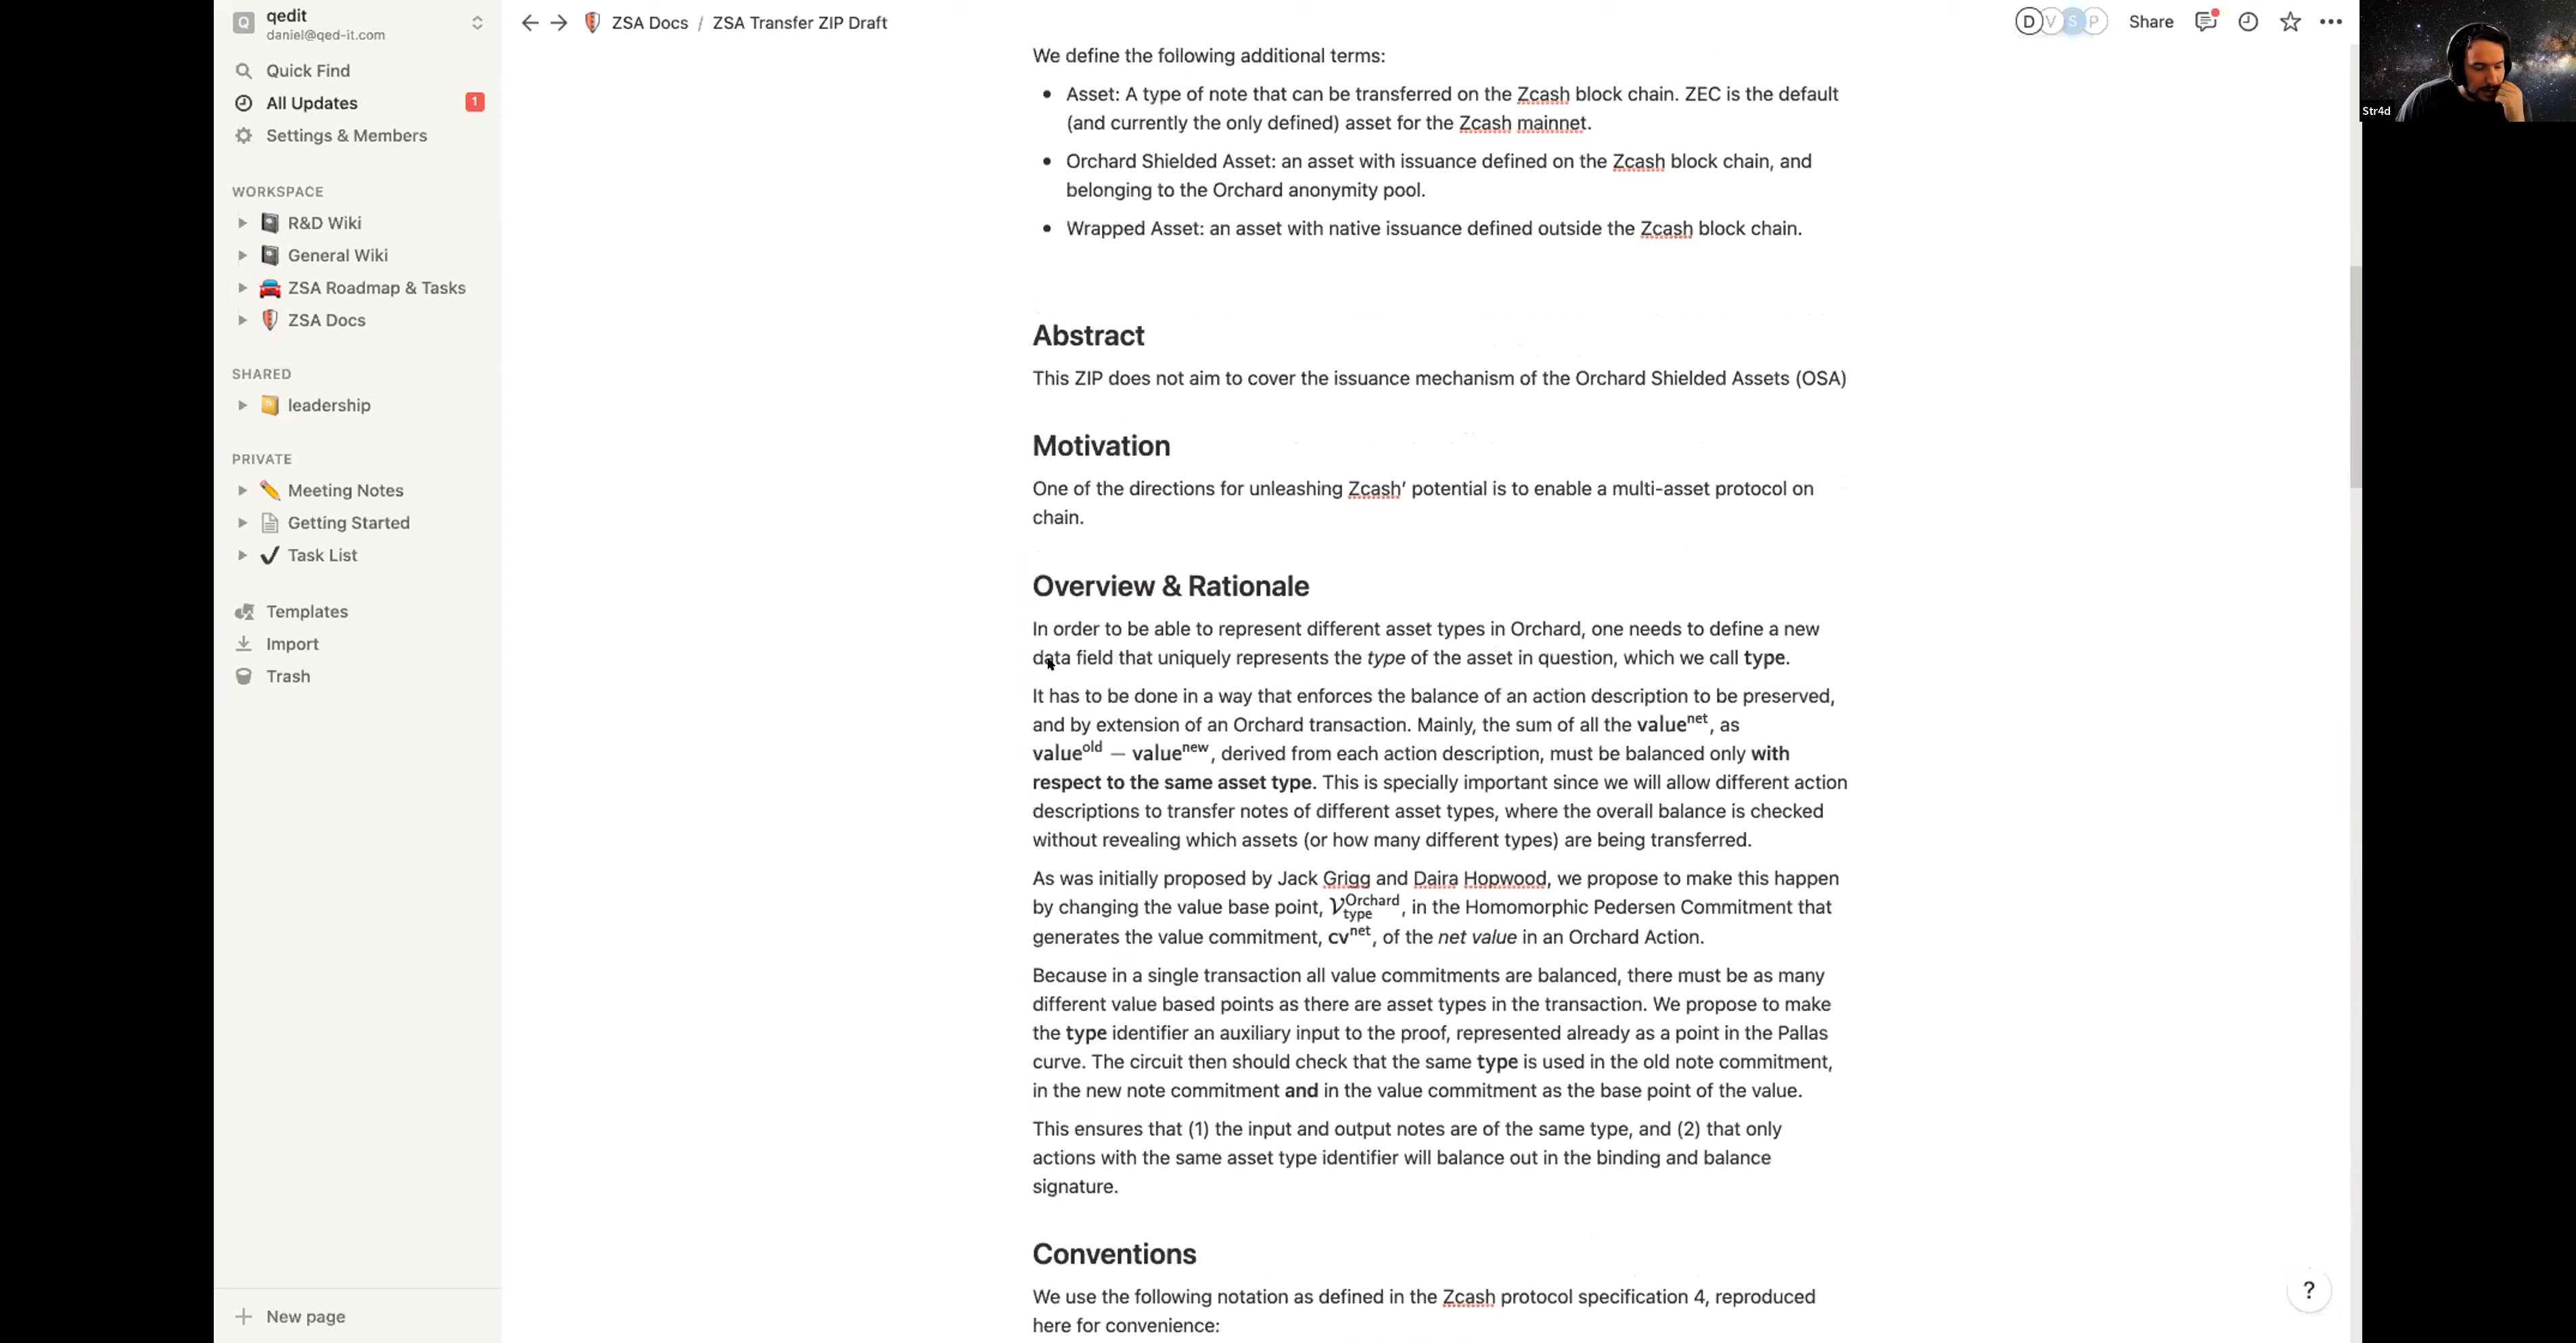 Q qedit
daniel@qed-it.com
Quick Find
All Updates 1
Settings & Members
WORKSPACE
R&D Wiki
General Wiki
ZSA Roadmap & Tasks
ZSA Docs
SHARED
leadership
PRIVATE
Meeting Notes
Getting Started
Task List
Templates
Import
Trash
New page
ZSA Docs / ZSA Transfer ZIP Draft
D V S P Share
Str4d
We define the following additional terms:
• Asset: A type of note that can be transferred on the Zcash block chain. ZEC is the default
(and currently the only defined) asset for the Zcash mainnet.
• Orchard Shielded Asset: an asset with issuance defined on the Zcash block chain, and
belonging to the Orchard anonymity pool.
• Wrapped Asset: an asset with native issuance defined outside the Zcash block chain.
Abstract
This ZIP does not aim to cover the issuance mechanism of the Orchard Shielded Assets (OSA)
Motivation
One of the directions for unleashing Zcash’ potential is to enable a multi-asset protocol on
chain.
Overview & Rationale
In order to be able to represent different asset types in Orchard, one needs to define a new
data field that uniquely represents the type of the asset in question, which we call type.
It has to be done in a way that enforces the balance of an action description to be preserved,
and by extension of an Orchard transaction. Mainly, the sum of all the value^net, as
value^old − value^new, derived from each action description, must be balanced only with
respect to the same asset type. This is specially important since we will allow different action
descriptions to transfer notes of different asset types, where the overall balance is checked
without revealing which assets (or how many different types) are being transferred.
As was initially proposed by Jack Grigg and Daira Hopwood, we propose to make this happen
by changing the value base point, 𝒱^Orchard_type, in the Homomorphic Pedersen Commitment that
generates the value commitment, cv^net, of the net value in an Orchard Action.
Because in a single transaction all value commitments are balanced, there must be as many
different value based points as there are asset types in the transaction. We propose to make
the type identifier an auxiliary input to the proof, represented already as a point in the Pallas
curve. The circuit then should check that the same type is used in the old note commitment,
in the new note commitment and in the value commitment as the base point of the value.
This ensures that (1) the input and output notes are of the same type, and (2) that only
actions with the same asset type identifier will balance out in the binding and balance
signature.
Conventions
We use the following notation as defined in the Zcash protocol specification 4, reproduced
here for convenience:
?